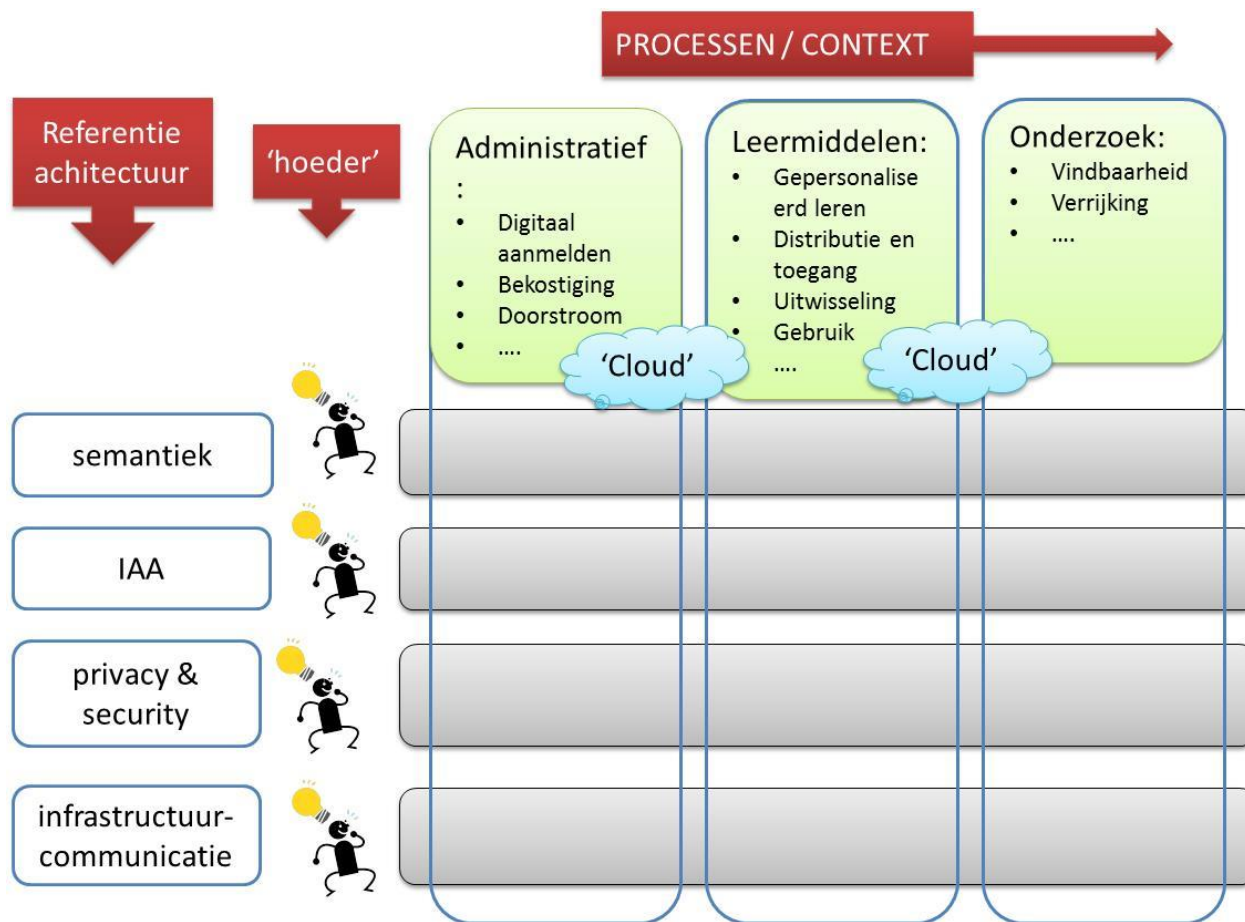 PROCESSEN / CONTEXT
Referentie
achitectuur
‘hoeder’
Administratief
:
• Digitaal
aanmelden
• Bekostiging
• Doorstroom
• ....
Leermiddelen:
• Gepersonalise
erd leren
• Distributie en
toegang
• Uitwisseling
• Gebruik
....
Onderzoek:
• Vindbaarheid
• Verrijking
• ....
‘Cloud’
‘Cloud’
semantiek
IAA
privacy &
security
infrastructuur-
communicatie